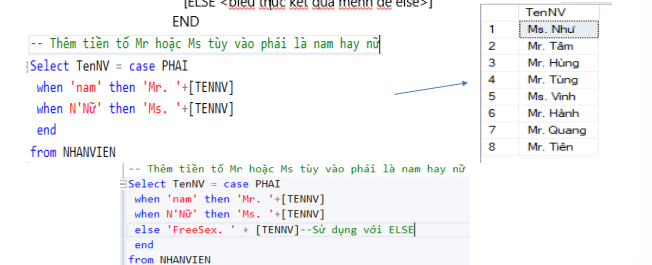 [ELSE <biểu thức kết quả mệnh đề else>]
END
-- Thêm tiền tố Mr hoặc Ms tùy vào phái là nam hay nữ
Select TenNV = case PHAI
when 'nam' then 'Mr. '+[TENNV]
when N'Nữ' then 'Ms. '+[TENNV]
end
from NHANVIEN
TenNV
1 Ms. Như
2 Mr. Tâm
3 Mr. Hùng
4 Mr. Tùng
5 Ms. Vinh
6 Mr. Hành
7 Mr. Quang
8 Mr. Tiên
-- Thêm tiền tố Mr hoặc Ms tùy vào phái là nam hay nữ
Select TenNV = case PHAI
when 'nam' then 'Mr. '+[TENNV]
when N'Nữ' then 'Ms. '+[TENNV]
else 'FreeSex. ' + [TENNV]--Sử dụng với ELSE
end
from NHANVIEN